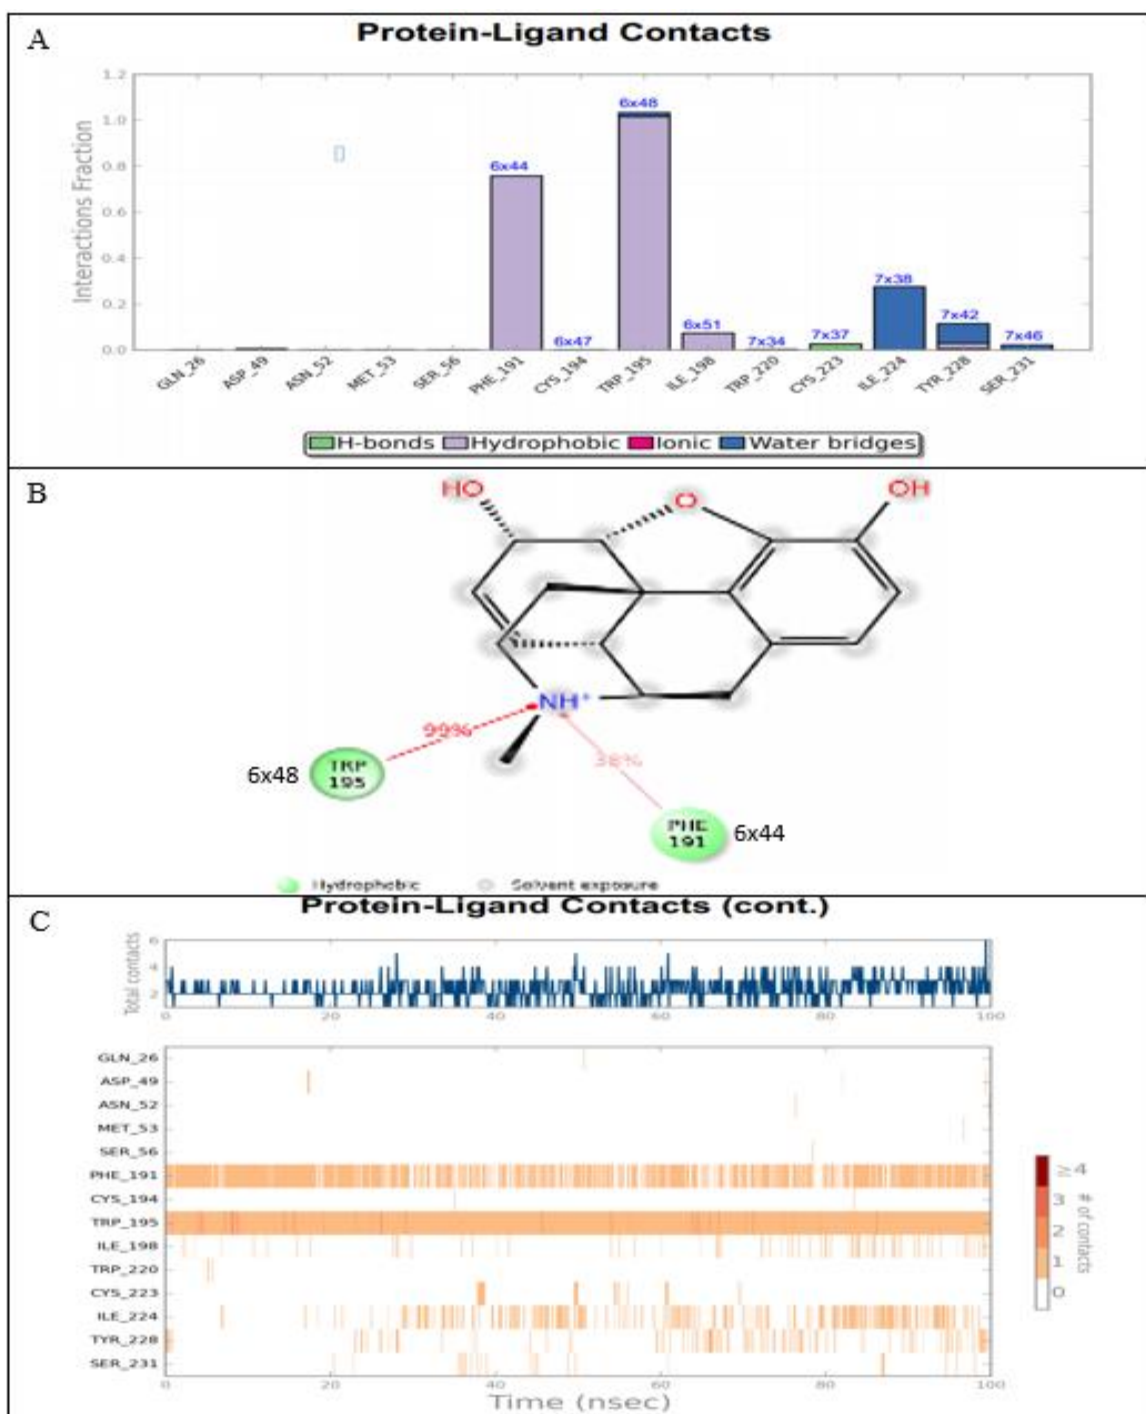 A
Protein-Ligand Contacts
Interactions Fraction
1.2
1.0
0.8
0.6
0.4
0.2
0.0
6x44
6x47
6x48
6x51
7x34
7x37
7x38
7x42
7x46
GLN_26
ASP_49
ASN_52
MET_53
SER_56
PHE_191
CYS_194
TRP_195
ILE_198
TRP_220
CYS_223
ILE_224
TYR_228
SER_231
H-bonds Hydrophobic Ionic Water bridges
B
HO
O
OH
NH+
99%
38%
6x48
TRP
195
PHE
191
6x44
Hydrophobic Solvent exposure
C
Protein-Ligand Contacts (cont.)
Total contacts
6
4
2
0 20 40 60 80 100
GLN_26
ASP_49
ASN_52
MET_53
SER_56
PHE_191
CYS_194
TRP_195
ILE_198
TRP_220
CYS_223
ILE_224
TYR_228
SER_231
0 20 40 60 80 100
Time (nsec)
≥ 4
3
2
1
0
# of contacts